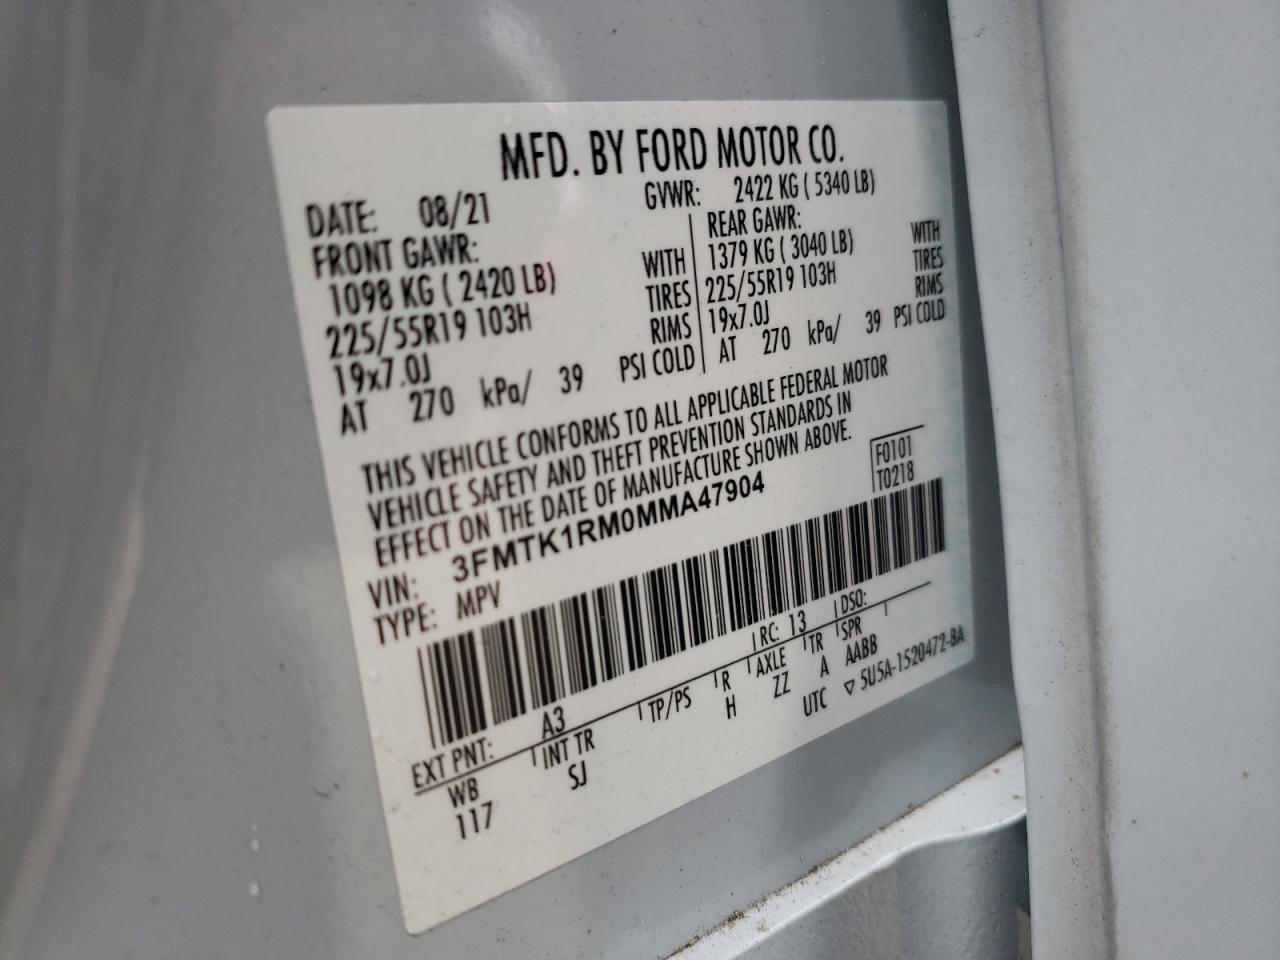 MFD. BY FORD MOTOR CO.
DATE: 08/21 GVWR: 2422 KG ( 5340 LB)
FRONT GAWR:
1098 KG ( 2420 LB) WITH
225/55R19 103H TIRES
19x7.0J RIMS
AT 270 kPa/ 39 PSI COLD
REAR GAWR:
1379 KG ( 3040 LB) WITH
225/55R19 103H TIRES
19x7.0J RIMS
AT 270 kPa/ 39 PSI COLD
THIS VEHICLE CONFORMS TO ALL APPLICABLE FEDERAL MOTOR
VEHICLE SAFETY AND THEFT PREVENTION STANDARDS IN
EFFECT ON THE DATE OF MANUFACTURE SHOWN ABOVE.
F0101
T0218
VIN: 3FMTK1RM0MMA47904
TYPE: MPV
EXT PNT: A3 RC: 13 DSO:
WB INT TR TP/PS R AXLE TR SPR
117 SJ H ZZ A AABB
UTC ▽ 5U5A-1520472-BA